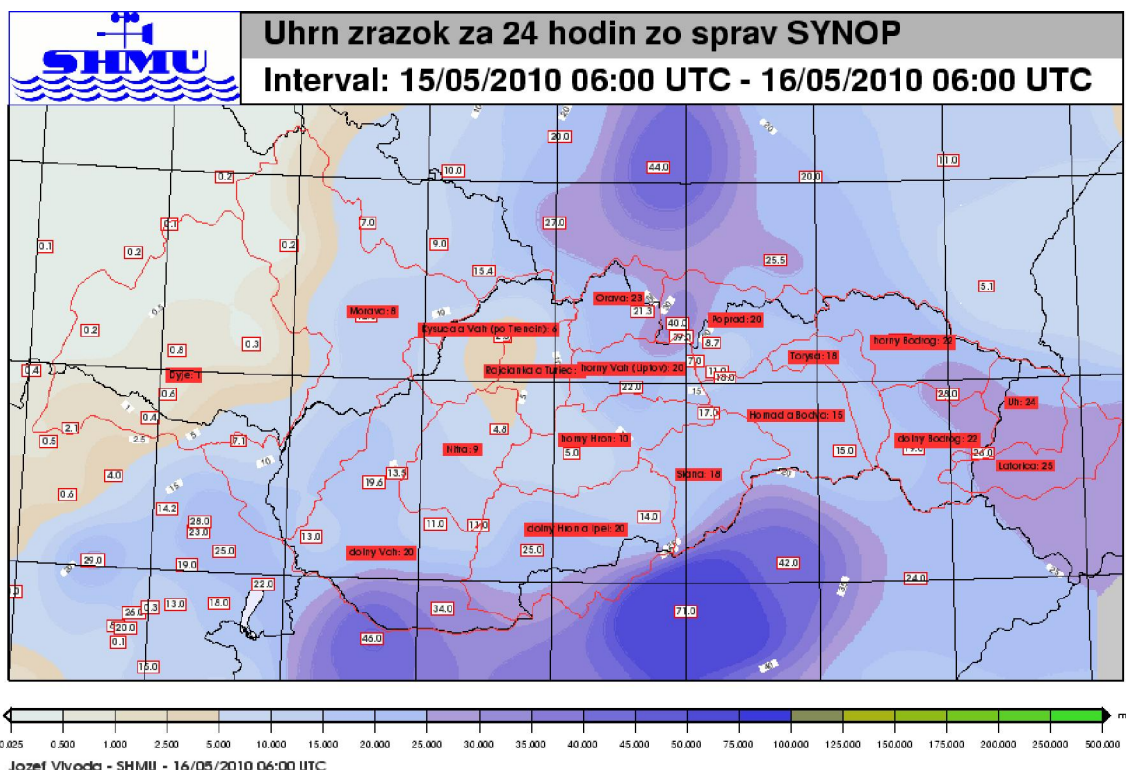 SHMU
Uhrn zrazok za 24 hodin zo sprav SYNOP
Interval: 15/05/2010 06:00 UTC - 16/05/2010 06:00 UTC
20.0
10.0
44.0
20.0
11.0
0.2
0.1
7.0
27.0
0.1
0.2
0.2
9.0
15.4
25.5
5.1
Orava: 23
Morava: 8
21.3
40.0
Poprad: 20
0.2
Kysuca a Vah (po Trencin): 6
8.7
horny Bodrog: 22
0.8
0.3
Torysa: 18
0.4
Dyje: 1
Rajcianka a Turiec:
horny Vah (Liptov): 20
22.0
0.6
Uh: 24
0.4
17.0
Hornad a Bodva: 15
0.5
2.1
7.1
4.8
horny Hron: 10
dolny Bodrog: 22
Nitra: 9
5.0
15.0
26.0
Latorica: 25
4.0
13.5
19.6
Slana: 18
0.6
14.2
28.0
23.0
13.0
11.0
14.0
dolny Hron a Ipel: 20
25.0
dolny Vah: 20
25.0
29.0
19.0
42.0
24.0
22.0
0.3
13.0
34.0
71.0
20.0
0.1
46.0
15.0
0.500 1.000 2.500 5.000 10.000 15.000 20.000 25.000 30.000 35.000 40.000 45.000 50.000 75.000 100.000 125.000 150.000 175.000 200.000 250.000 500.000
Jozef Vivoda - SHMU - 16/05/2010 06:00 UTC